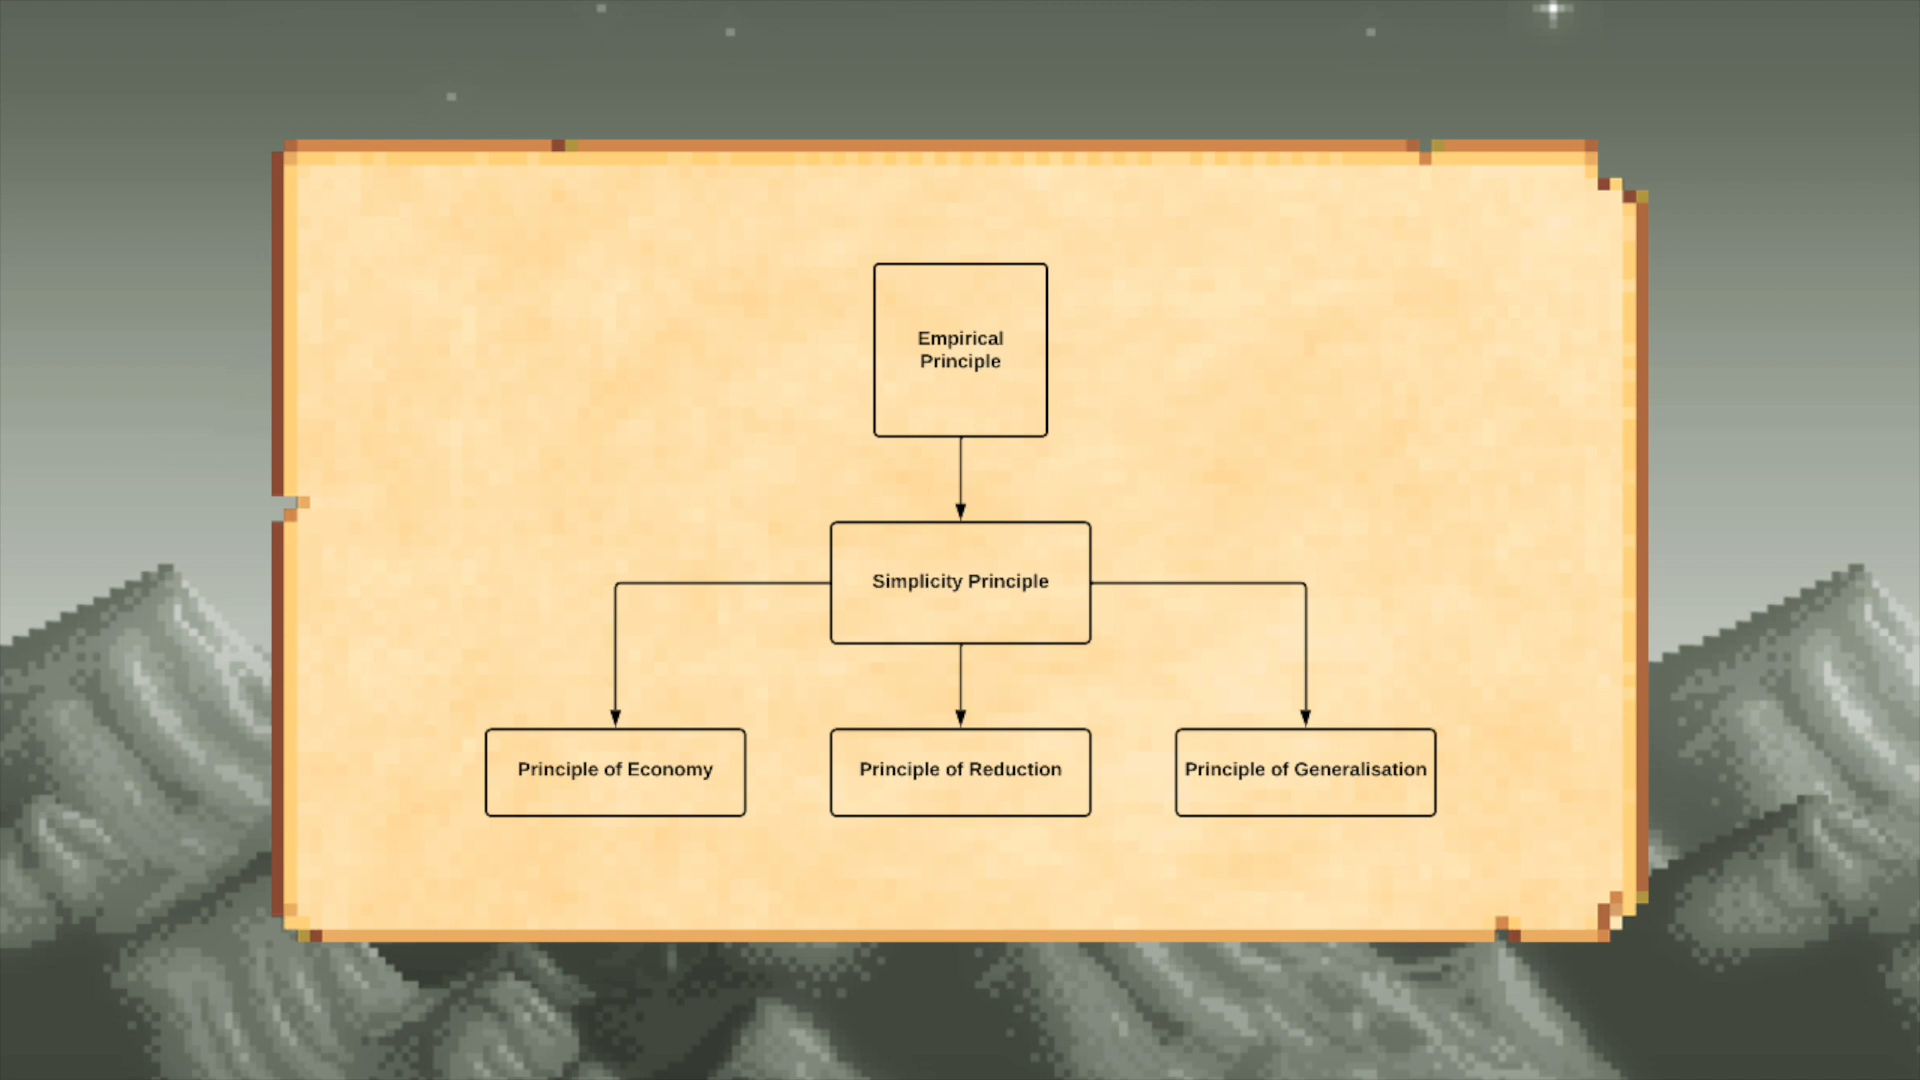 Empirical
Principle
Simplicity Principle
Principle of Economy
Principle of Reduction
Principle of Generalisation